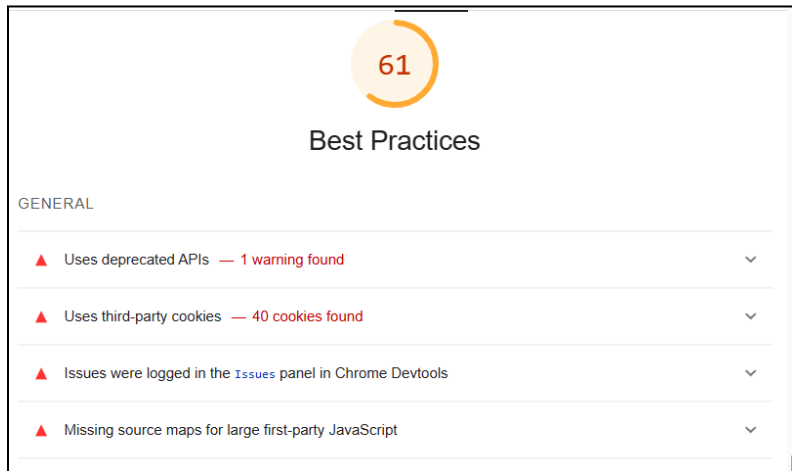 61
Best Practices
GENERAL
Uses deprecated APIs — 1 warning found
Uses third-party cookies — 40 cookies found
Issues were logged in the Issues panel in Chrome Devtools
Missing source maps for large first-party JavaScript